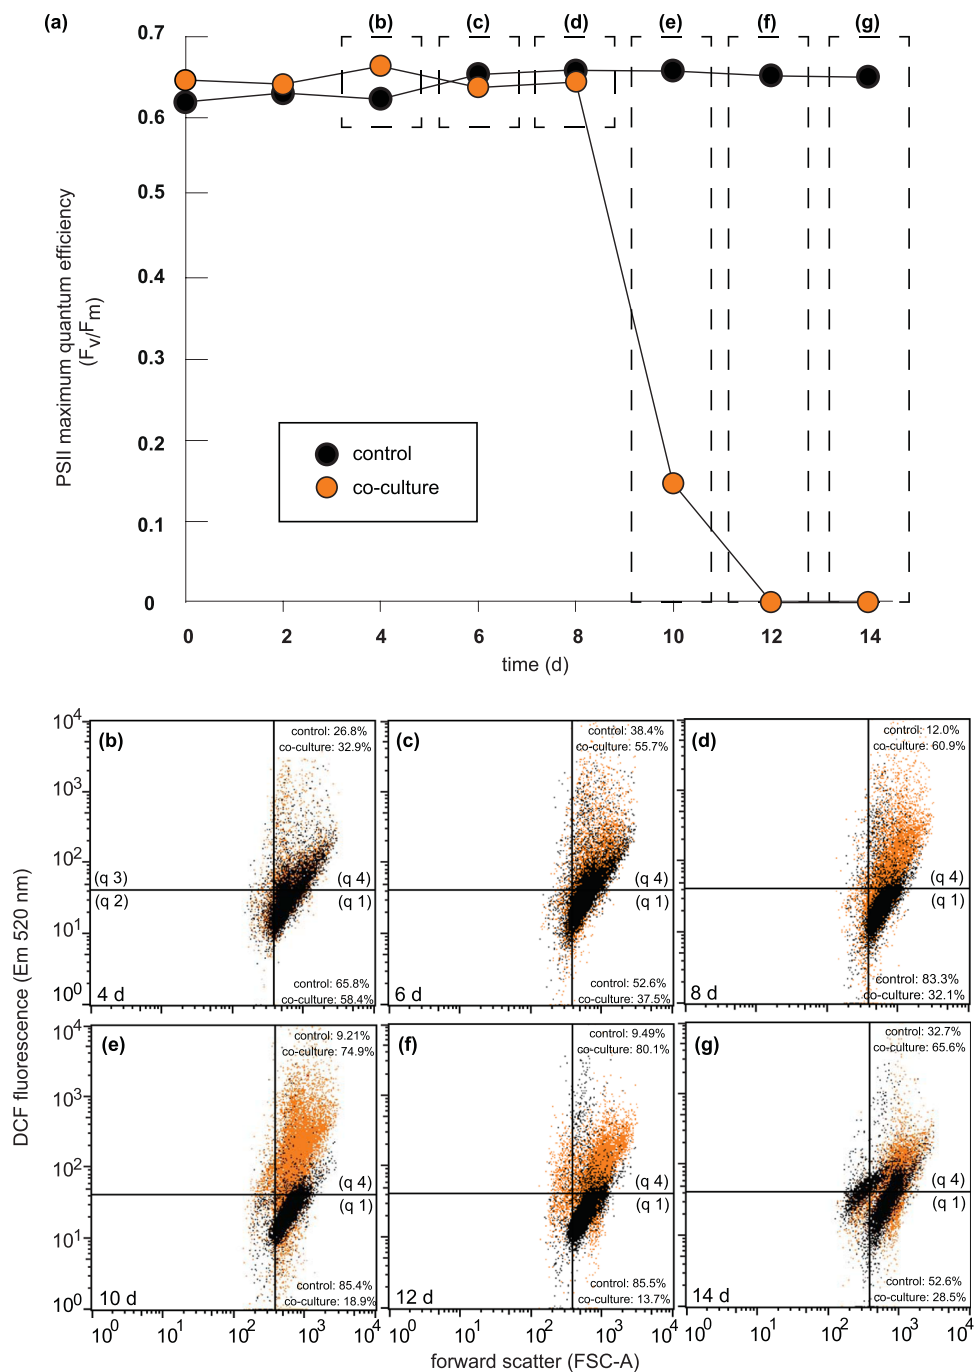 (a)
(b) (c) (d) (e) (f) (g)
0.7
0.6
0.5
0.4
0.3
0.2
0.1
0
PSII maximum quantum efficiency
(Fv/Fm)
control
co-culture
0 2 4 6 8 10 12 14
time (d)
DCF fluorescence (Em 520 nm)
10^4
10^3
10^2
10^1
10^0
(b)
control: 26.8%
co-culture: 32.9%
(q 3)
(q 4)
(q 2)
(q 1)
control: 65.8%
co-culture: 58.4%
4 d
(c)
control: 38.4%
co-culture: 55.7%
(q 4)
(q 1)
control: 52.6%
co-culture: 37.5%
6 d
(d)
control: 12.0%
co-culture: 60.9%
(q 4)
(q 1)
control: 83.3%
co-culture: 32.1%
8 d
10^4
10^3
10^2
10^1
10^0
(e)
control: 9.21%
co-culture: 74.9%
(q 4)
(q 1)
control: 85.4%
co-culture: 18.9%
10 d
(f)
control: 9.49%
co-culture: 80.1%
(q 4)
(q 1)
control: 85.5%
co-culture: 13.7%
12 d
(g)
control: 32.7%
co-culture: 65.6%
(q 4)
(q 1)
control: 52.6%
co-culture: 28.5%
14 d
10^0 10^1 10^2 10^3 10^4
10^0 10^1 10^2 10^3 10^4
10^0 10^1 10^2 10^3 10^4
forward scatter (FSC-A)